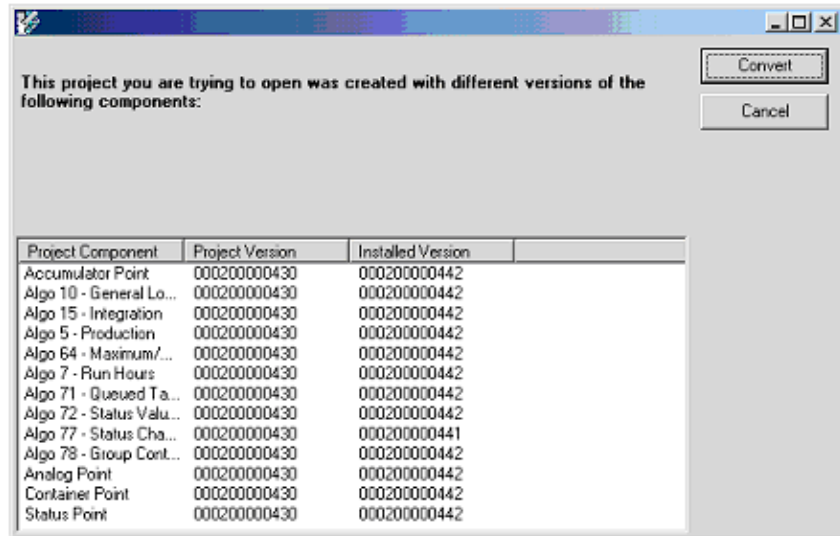 This project you are trying to open was created with different versions of the
following components:
Convert
Cancel
Project Component Project Version Installed Version
Accumulator Point 000200000430 000200000442
Algo 10 - General Lo... 000200000430 000200000442
Algo 15 - Integration 000200000430 000200000442
Algo 5 - Production 000200000430 000200000442
Algo 64 - Maximum/... 000200000430 000200000442
Algo 7 - Run Hours 000200000430 000200000442
Algo 71 - Queued Ta... 000200000430 000200000442
Algo 72 - Status Valu... 000200000430 000200000442
Algo 77 - Status Cha... 000200000430 000200000441
Algo 78 - Group Cont... 000200000430 000200000442
Analog Point 000200000430 000200000442
Container Point 000200000430 000200000442
Status Point 000200000430 000200000442